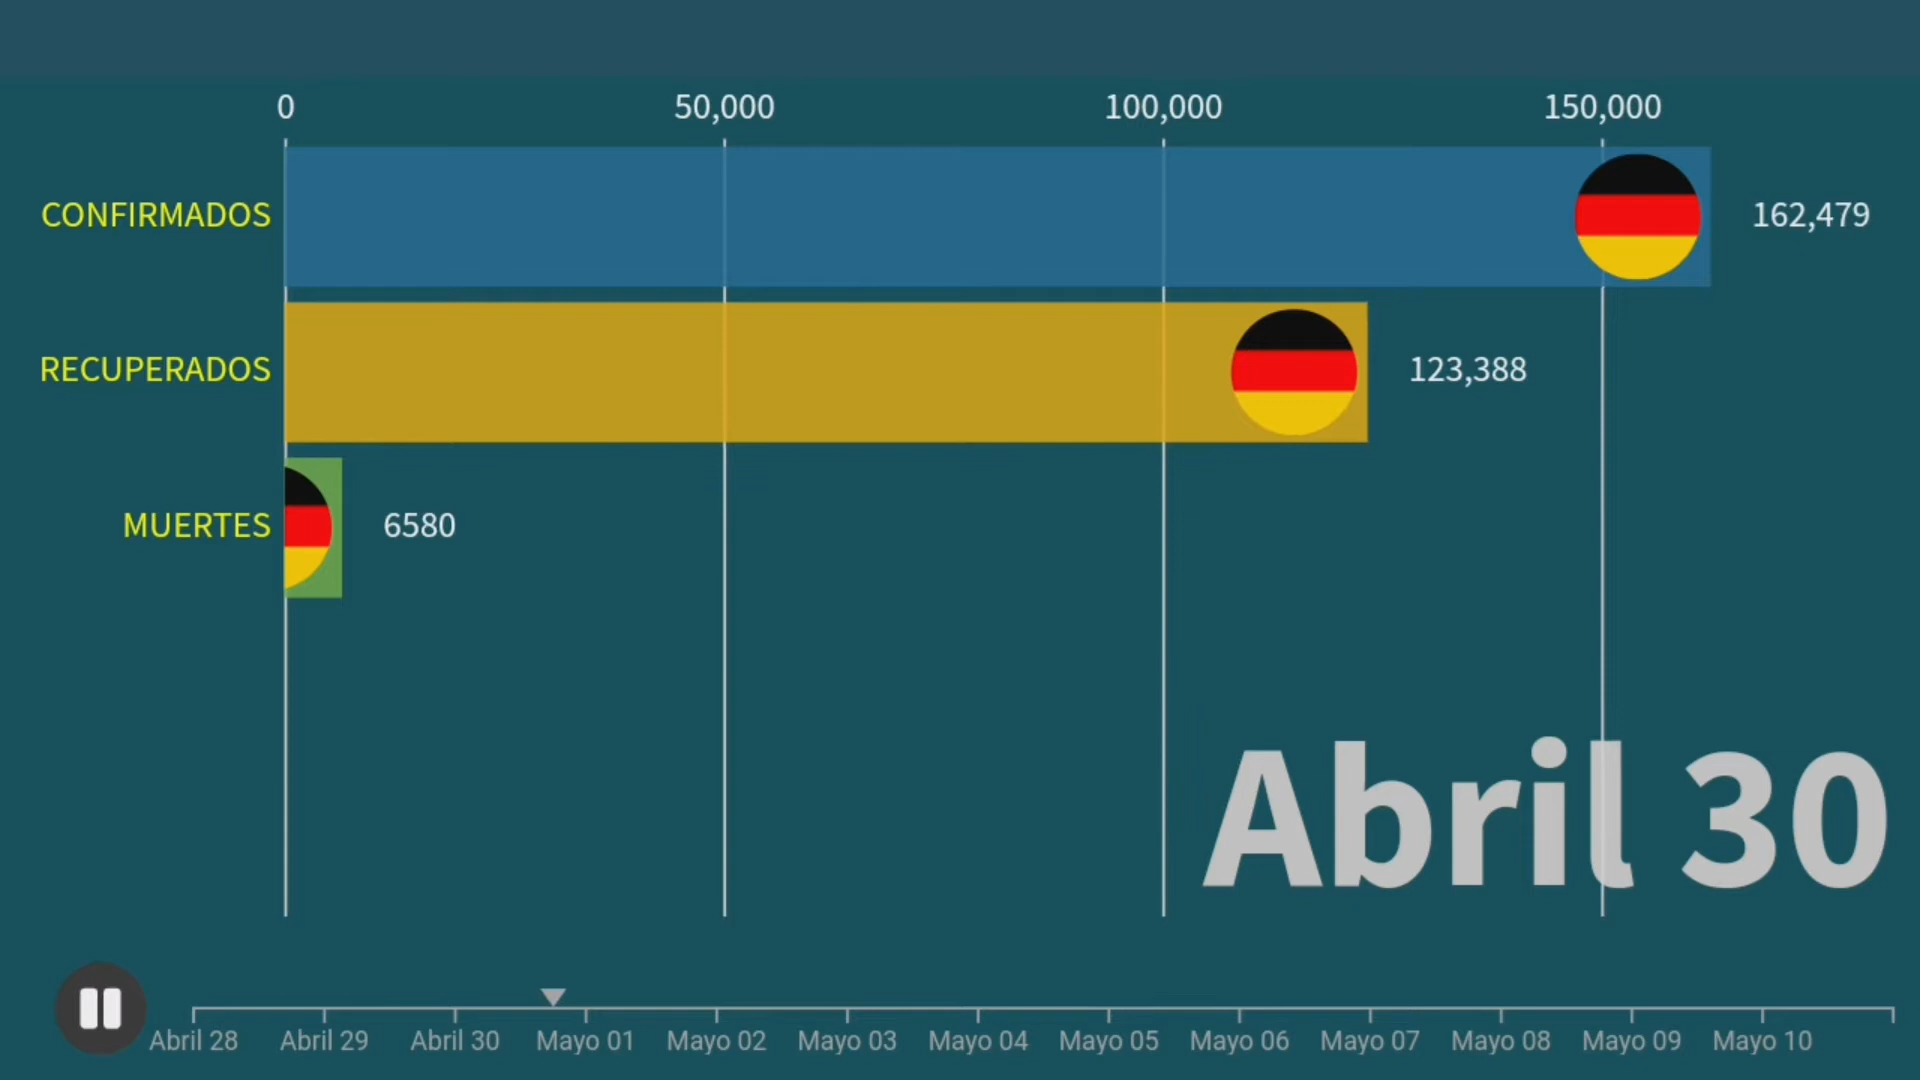 0 50,000 100,000 150,000
CONFIRMADOS 162,479
RECUPERADOS 123,388
MUERTES 6580
Abril 30
Abril 28 Abril 29 Abril 30 Mayo 01 Mayo 02 Mayo 03 Mayo 04 Mayo 05 Mayo 06 Mayo 07 Mayo 08 Mayo 09 Mayo 10